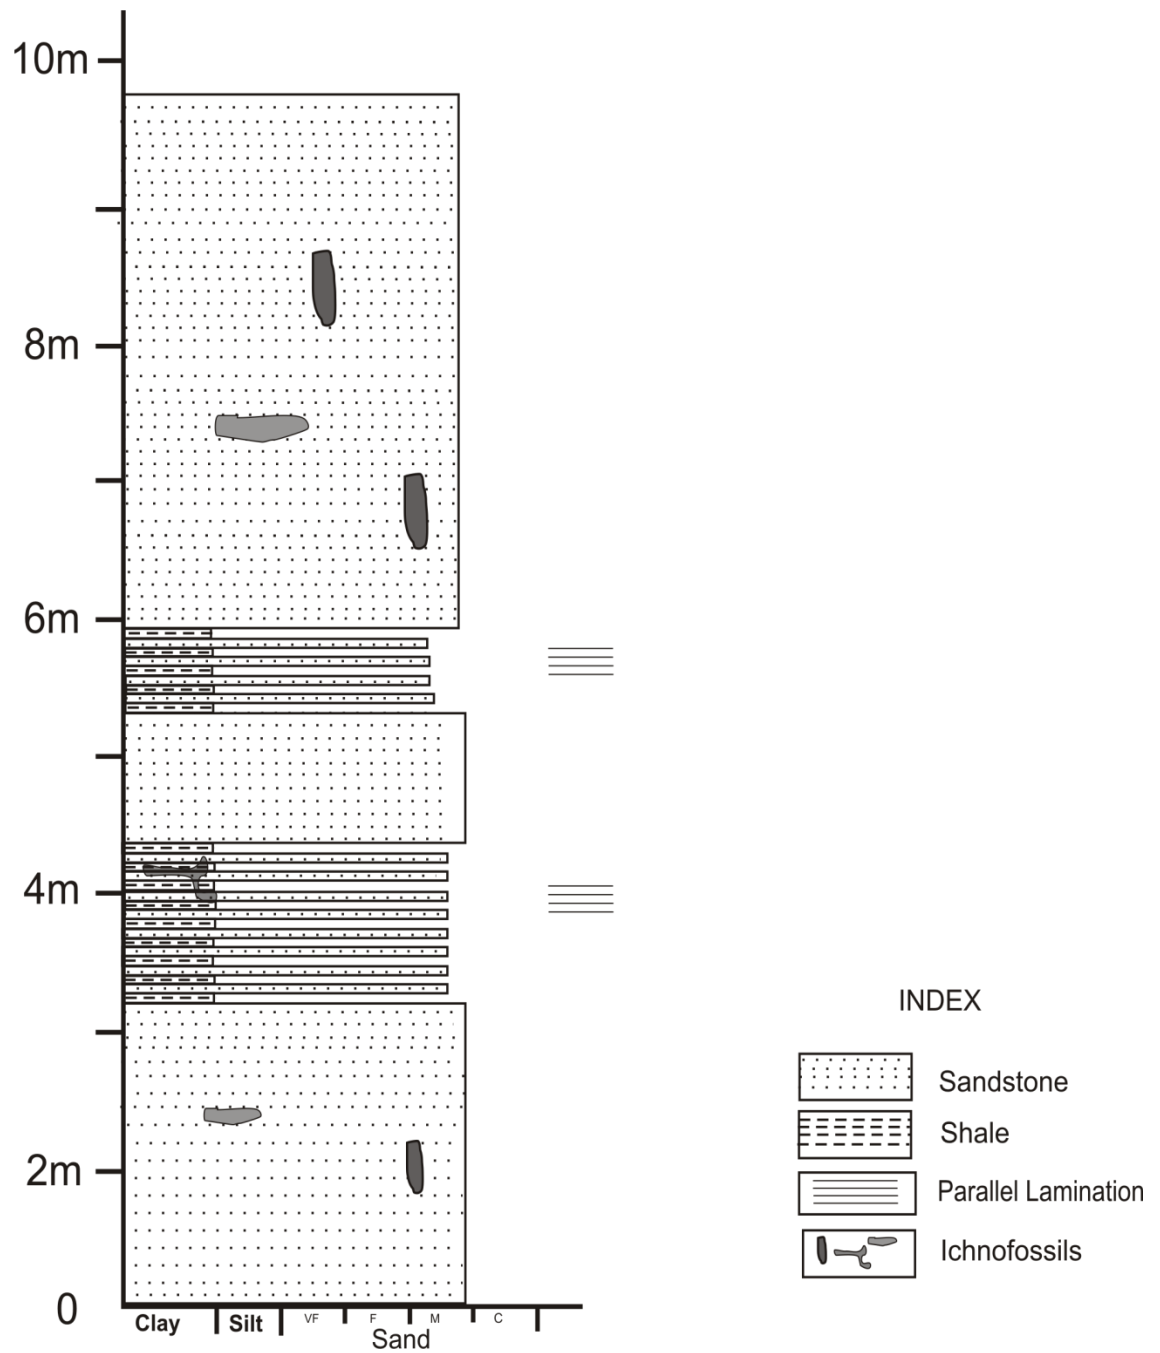 10m
8m
6m
4m
2m
0
Clay Silt VF F M C
Sand
INDEX
Sandstone
Shale
Parallel Lamination
Ichnofossils